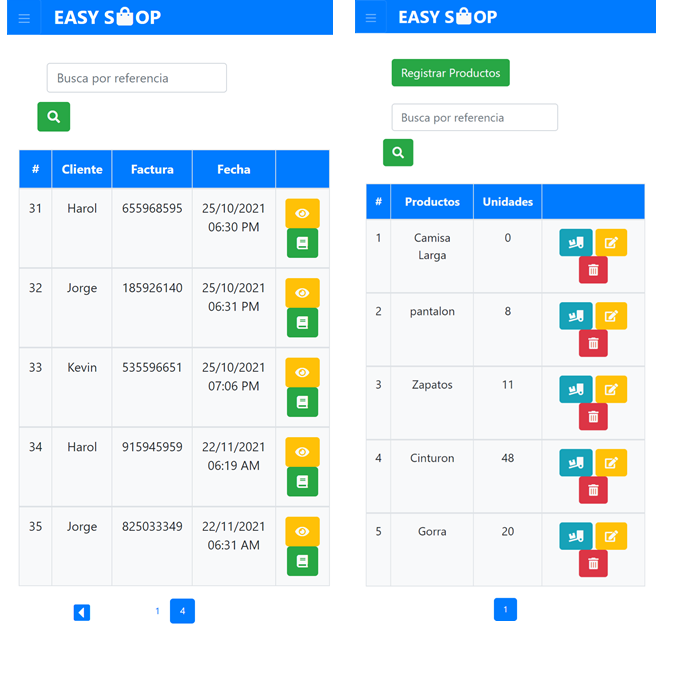 EASY SHOP
Busca por referencia
# Cliente Factura Fecha
31 Harol 655968595 25/10/2021
06:30 PM
32 Jorge 185926140 25/10/2021
06:31 PM
33 Kevin 535596651 25/10/2021
07:06 PM
34 Harol 915945959 22/11/2021
06:19 AM
35 Jorge 825033349 22/11/2021
06:31 AM
1 4
EASY SHOP
Registrar Productos
Busca por referencia
# Productos Unidades
1 Camisa 0
Larga
2 pantalon 8
3 Zapatos 11
4 Cinturon 48
5 Gorra 20
1